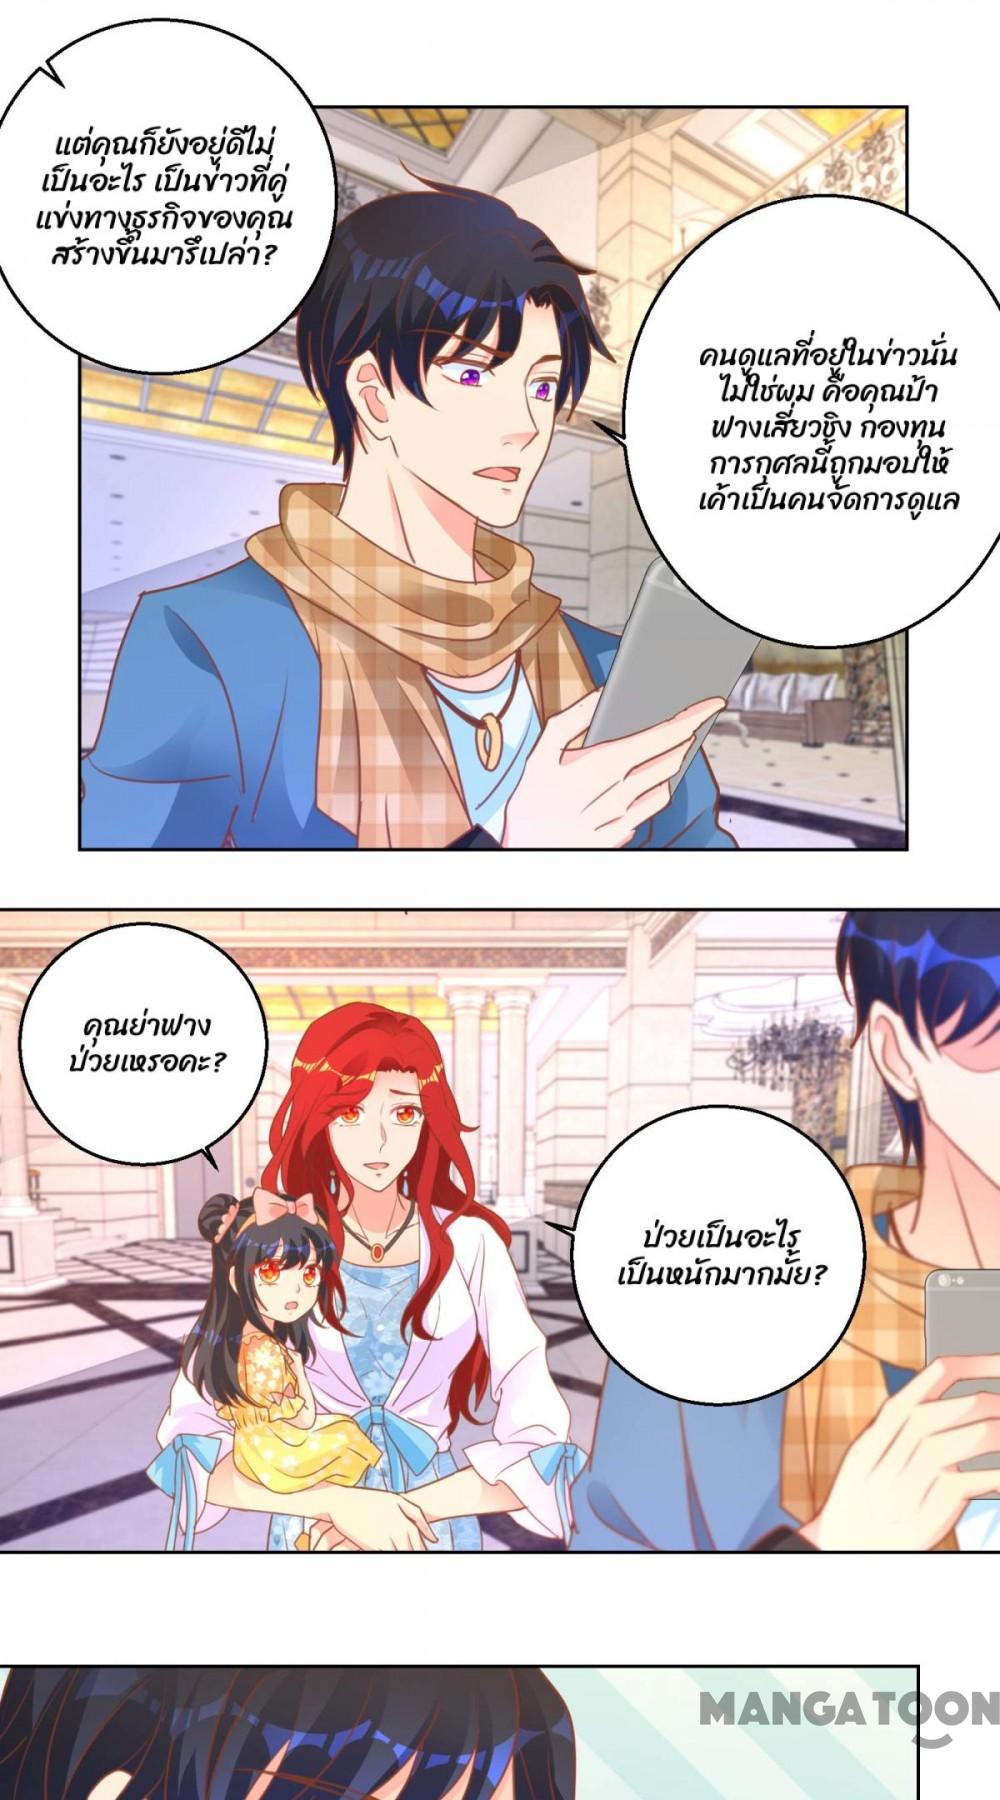 แต่คุณก็ยังอยู่ดีไม่
เป็นอะไร เป็นข่าวที่คู่
แข่งทางธุรกิจของคุณ
สร้างขึ้นมารึเปล่า?
คนดูแลที่อยู่ในข่าวนั่น
ไม่ใช่ผม คือคุณป้า
ฟางเสี่ยวชิง กองทุน
การกุศลนี้ถูกมอบให้
เค้าเป็นคนจัดการดูแล
คุณย่าฟาง
ป่วยเหรอคะ?
ป่วยเป็นอะไร
เป็นหนักมากมั้ย?
MANGATOON